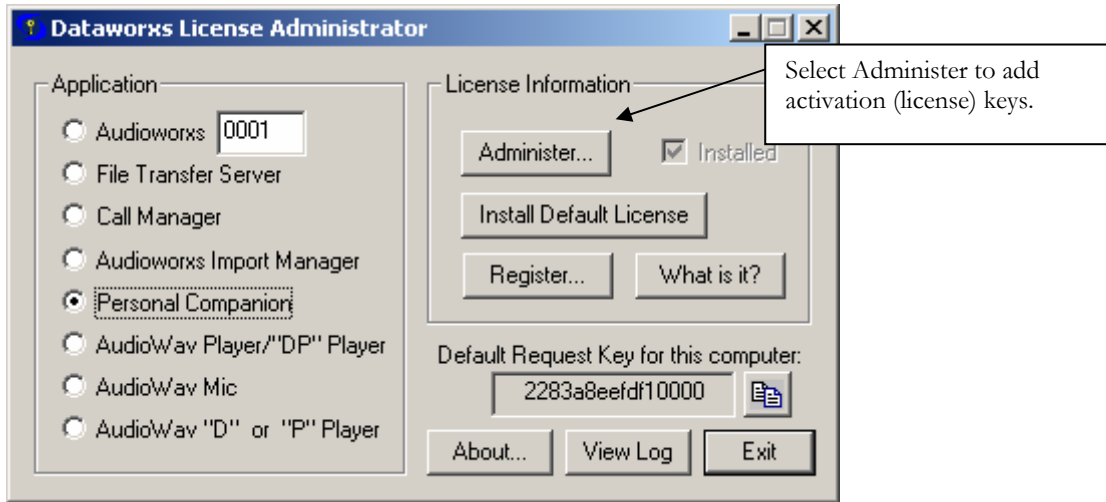 Dataworxs License Administrator
Select Administer to add
activation (license) keys.
Application
Audioworxs 0001
File Transfer Server
Call Manager
Audioworxs Import Manager
Personal Companion
AudioWav Player/"DP" Player
AudioWav Mic
AudioWav "D" or "P" Player
License Information
Administer... Installed
Install Default License
Register... What is it?
Default Request Key for this computer:
2283a8eefdf10000
About... View Log Exit